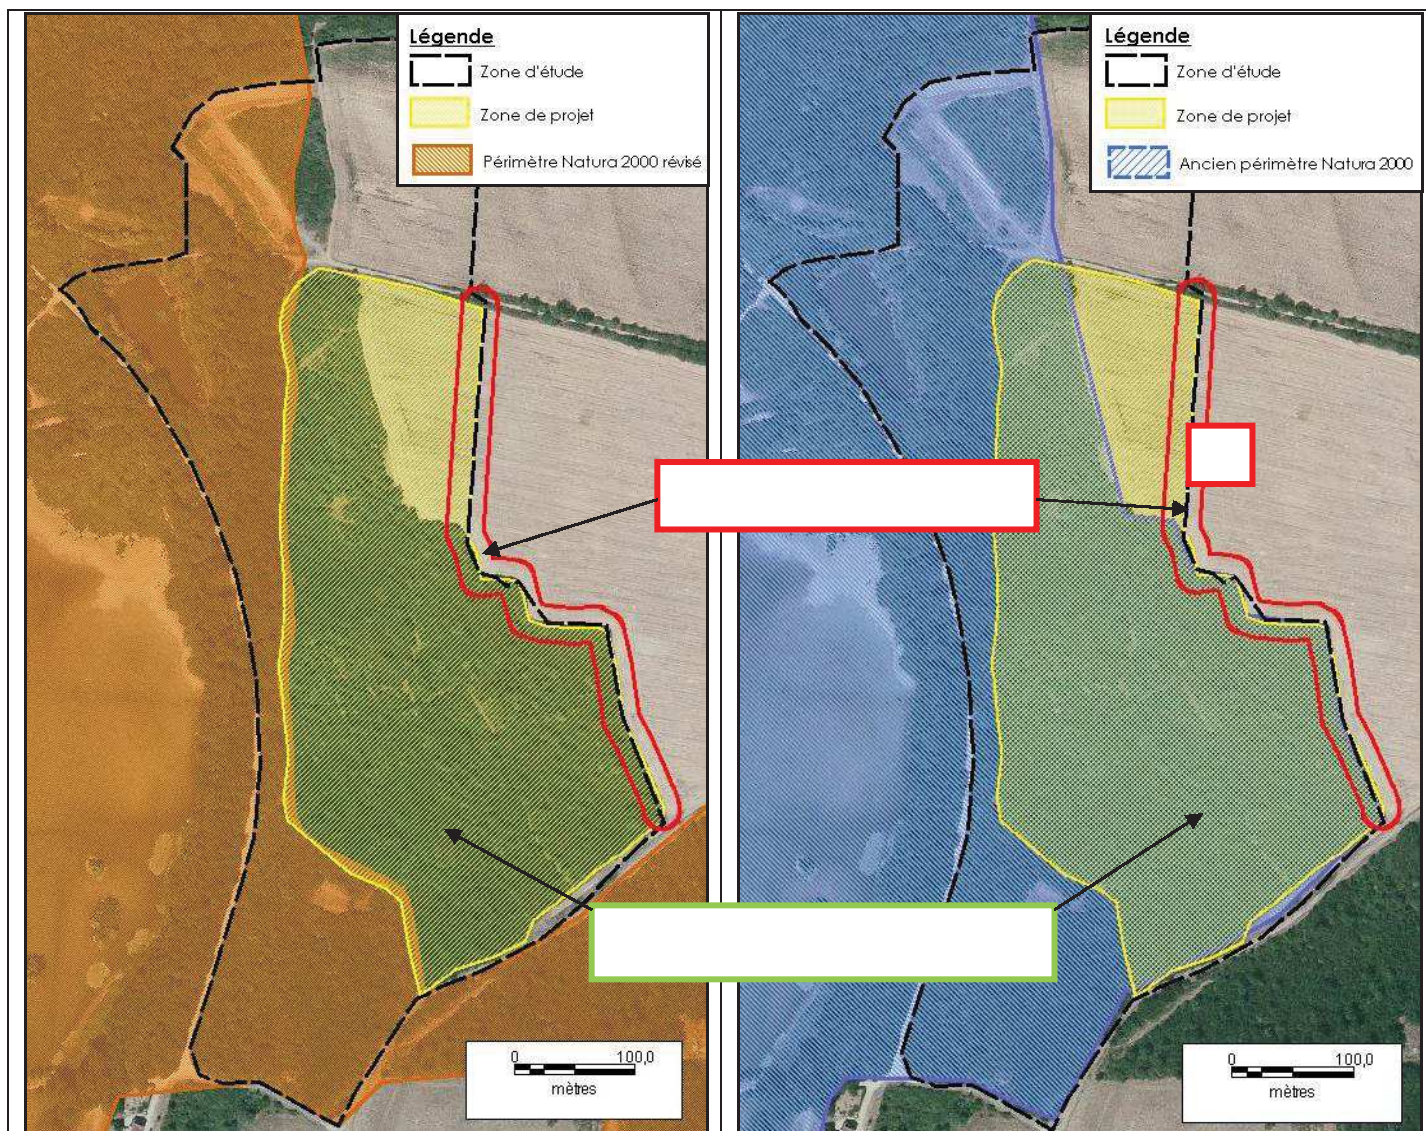 Légende
Zone d'étude
Zone de projet
Périmètre Natura 2000 révisé
0 100,0
mètres
Légende
Zone d'étude
Zone de projet
Ancien périmètre Natura 2000
0 100,0
mètres